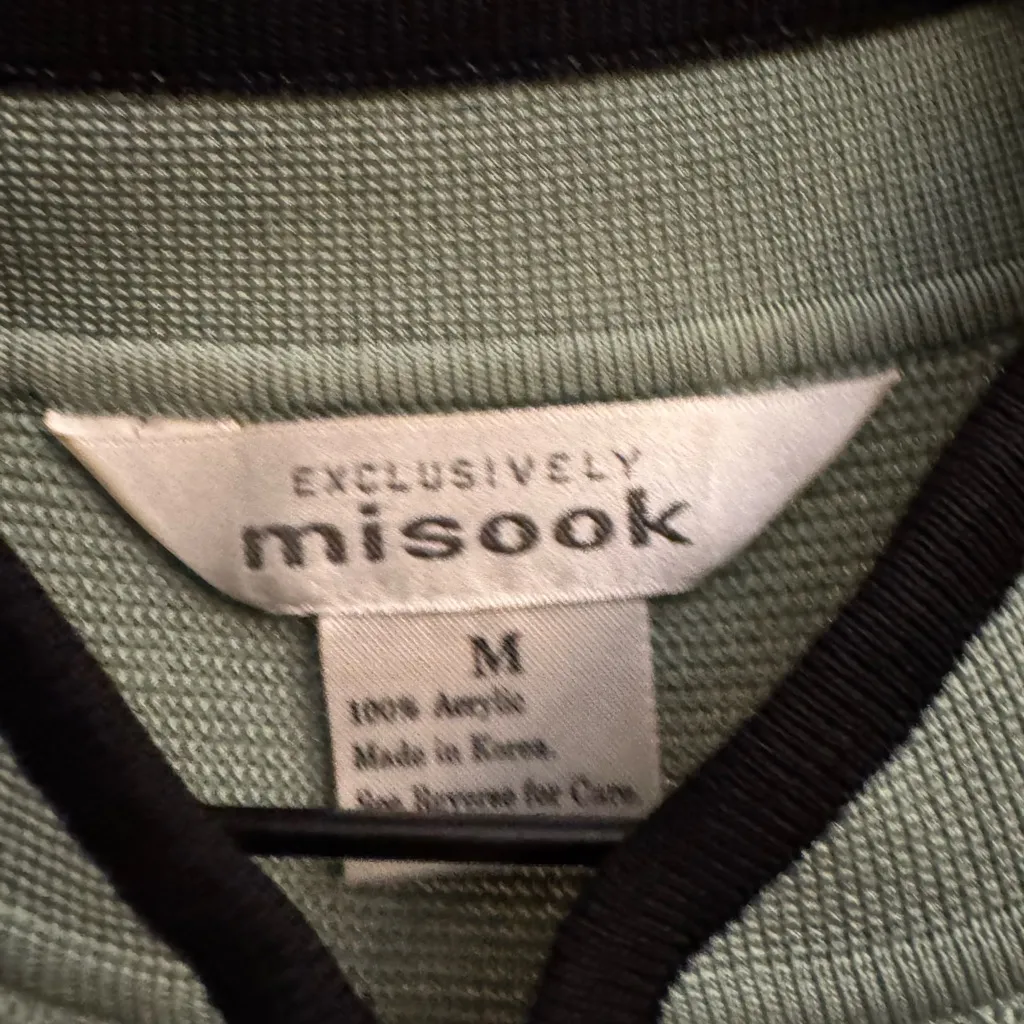 EXCLUSIVELY
misook
M
100% Acrylic
Made in Korea.
See Reverse for Care.